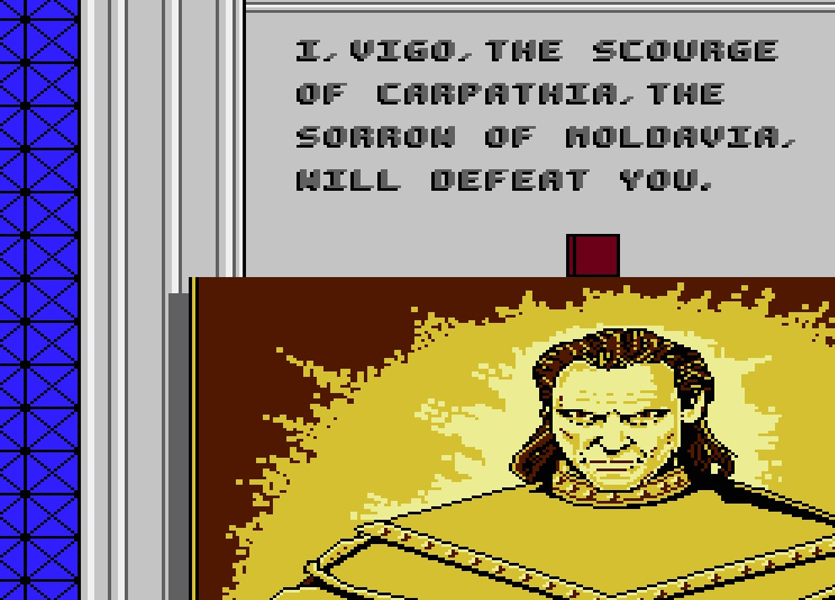 I, VIGO, THE SCOURGE
OF CARPATHIA, THE
SORROW OF MOLDAVIA,
WILL DEFEAT YOU.